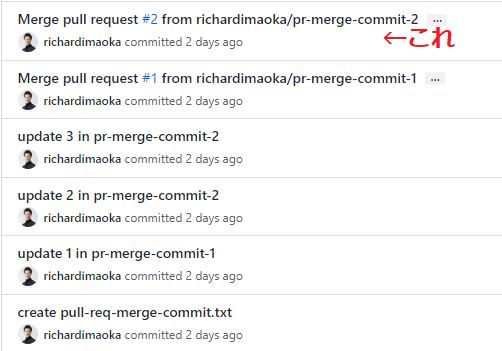 Merge pull request #2 from richardimaoka/pr-merge-commit-2 ...
richardimaoka committed 2 days ago
←これ
Merge pull request #1 from richardimaoka/pr-merge-commit-1 ...
richardimaoka committed 2 days ago
update 3 in pr-merge-commit-2
richardimaoka committed 2 days ago
update 2 in pr-merge-commit-2
richardimaoka committed 2 days ago
update 1 in pr-merge-commit-1
richardimaoka committed 2 days ago
create pull-req-merge-commit.txt
richardimaoka committed 2 days ago